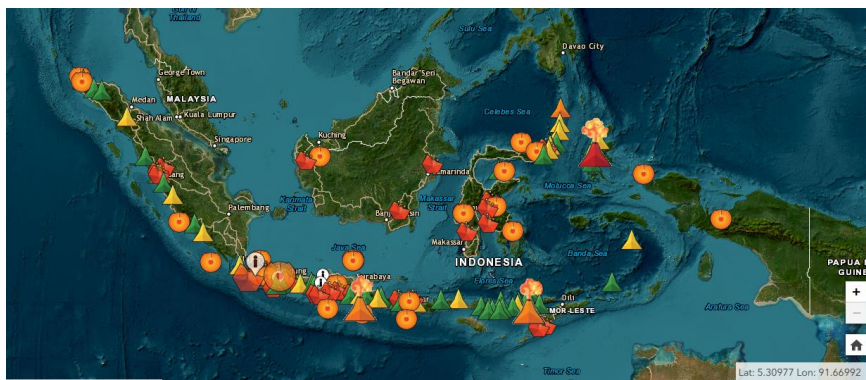 Gulf of
Thailand
Sulu Sea
Davao City
George Town
Bandar Seri
Begawan
MALAYSIA
Medan
Celebes Sea
Shah Alam
Kuala Lumpur
Kuching
Singapore
Samarinda
Molucca Sea
Palembang
Karimata
Strait
Makassar
Strait
Makassar
Java Sea
INDONESIA
Banda Sea
Surabaya
Flores Sea
Dili
MOR-LESTE
PAPUA
GUINE
Arafura Sea
Timor Sea
+
−
Lat: 5.30977 Lon: 91.66992